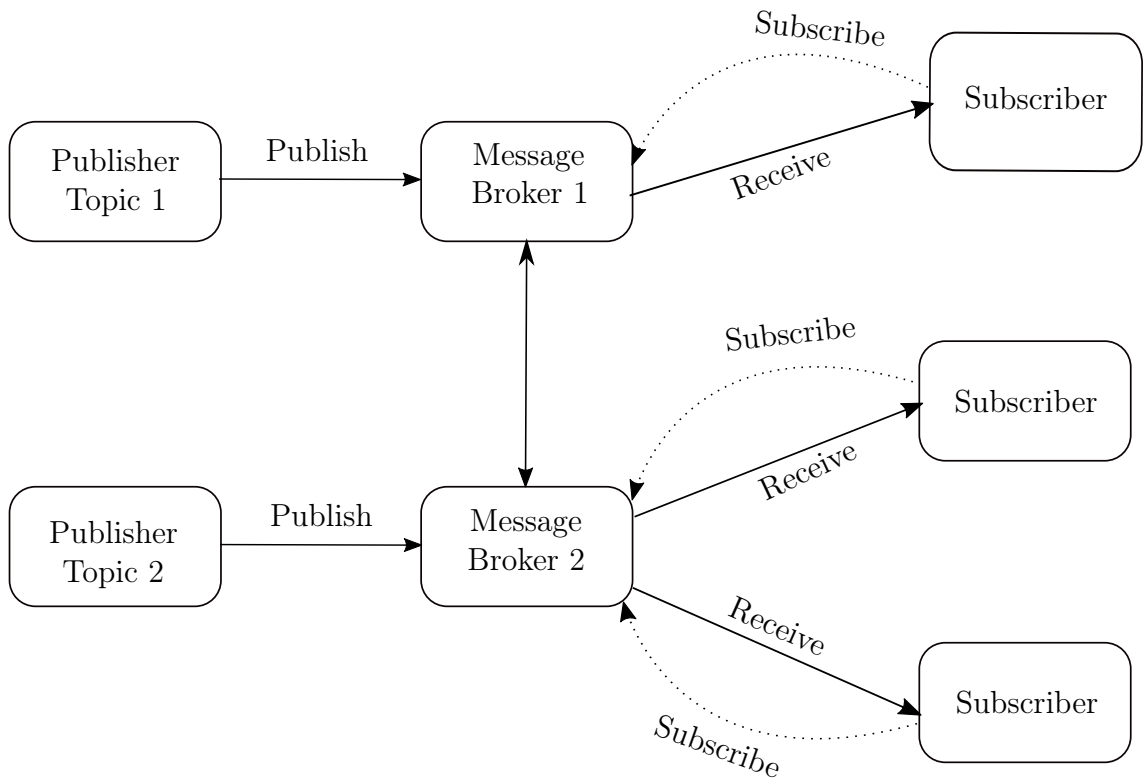 Subscribe
Subscriber
Publisher
Topic 1
Publish
Message
Broker 1
Receive
Subscribe
Subscriber
Receive
Publisher
Topic 2
Publish
Message
Broker 2
Receive
Subscriber
Subscribe